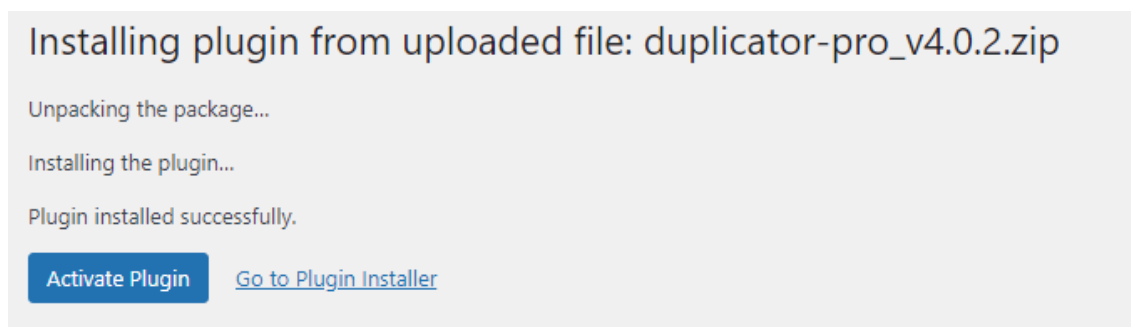 Installing plugin from uploaded file: duplicator-pro_v4.0.2.zip
Unpacking the package...
Installing the plugin...
Plugin installed successfully.
Activate Plugin Go to Plugin Installer